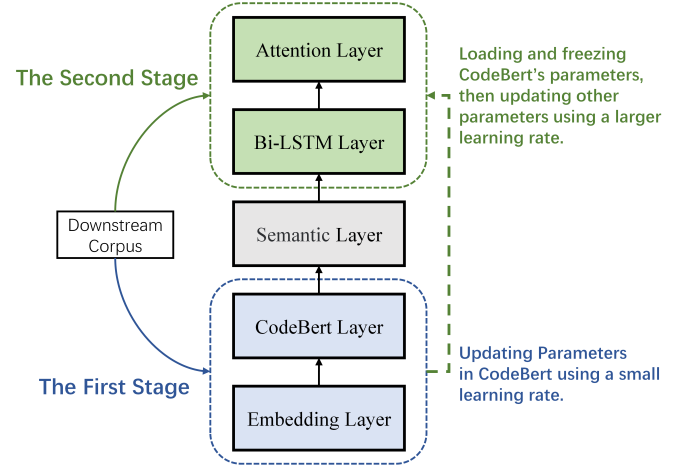 Attention Layer
The Second Stage
Loading and freezing
CodeBert's parameters,
then updating other
parameters using a larger
learning rate.
Bi-LSTM Layer
Downstream
Corpus
Semantic Layer
CodeBert Layer
The First Stage
Updating Parameters
in CodeBert using a small
learning rate.
Embedding Layer